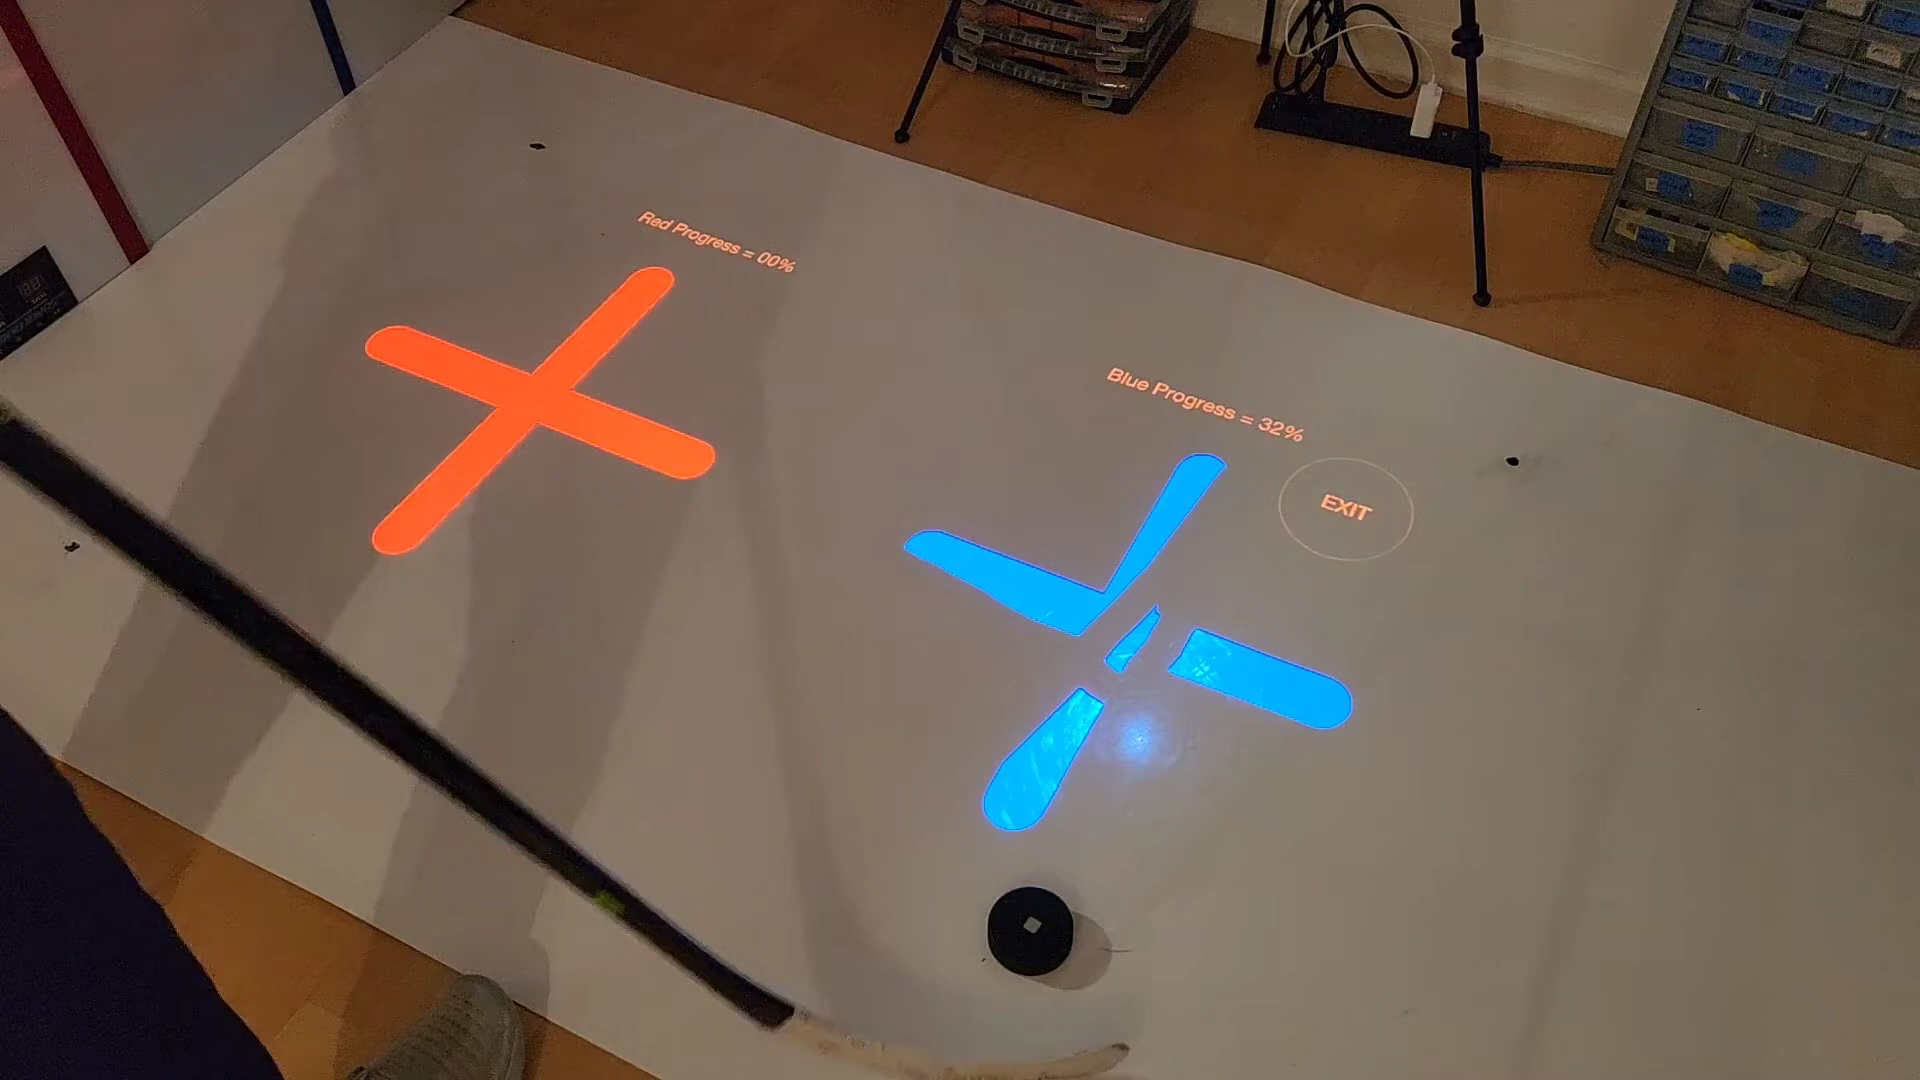 Red Progress = 00%
Blue Progress = 32%
EXIT